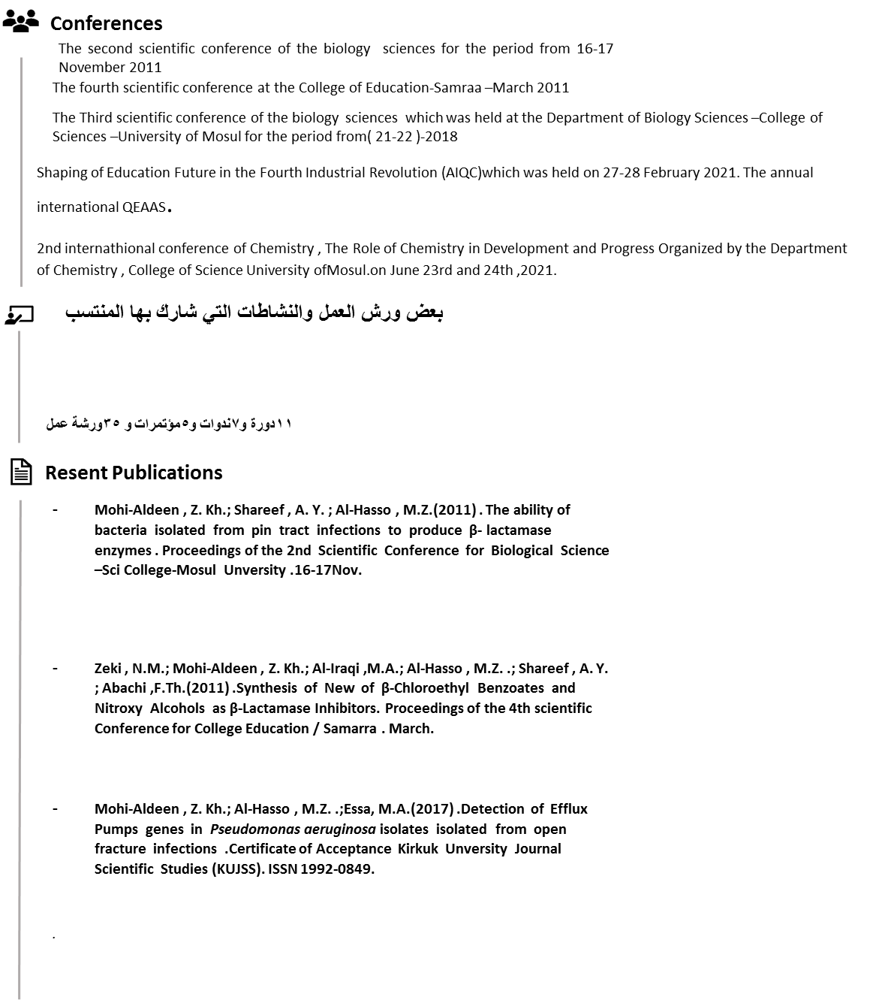 Conferences
The second scientific conference of the biology sciences for the period from 16-17
November 2011
The fourth scientific conference at the College of Education-Samraa –March 2011
The Third scientific conference of the biology sciences which was held at the Department of Biology Sciences –College of
Sciences –University of Mosul for the period from( 21-22 )-2018
Shaping of Education Future in the Fourth Industrial Revolution (AIQC)which was held on 27-28 February 2021. The annual
international QEAAS.
2nd internathional conference of Chemistry , The Role of Chemistry in Development and Progress Organized by the Department
of Chemistry , College of Science University ofMosul.on June 23rd and 24th ,2021.
بعض ورش العمل والنشاطات التي شارك بها المنتسب
١١دورة و٧ندوات و٥مؤتمرات و ٣٥ورشة عمل
Resent Publications
- Mohi-Aldeen , Z. Kh.; Shareef , A. Y. ; Al-Hasso , M.Z.(2011) . The ability of
bacteria isolated from pin tract infections to produce β- lactamase
enzymes . Proceedings of the 2nd Scientific Conference for Biological Science
–Sci College-Mosul Unversity .16-17Nov.
- Zeki , N.M.; Mohi-Aldeen , Z. Kh.; Al-Iraqi ,M.A.; Al-Hasso , M.Z. .; Shareef , A. Y.
; Abachi ,F.Th.(2011) .Synthesis of New of β-Chloroethyl Benzoates and
Nitroxy Alcohols as β-Lactamase Inhibitors. Proceedings of the 4th scientific
Conference for College Education / Samarra . March.
- Mohi-Aldeen , Z. Kh.; Al-Hasso , M.Z. .;Essa, M.A.(2017) .Detection of Efflux
Pumps genes in Pseudomonas aeruginosa isolates isolated from open
fracture infections .Certificate of Acceptance Kirkuk Unversity Journal
Scientific Studies (KUJSS). ISSN 1992-0849.
.